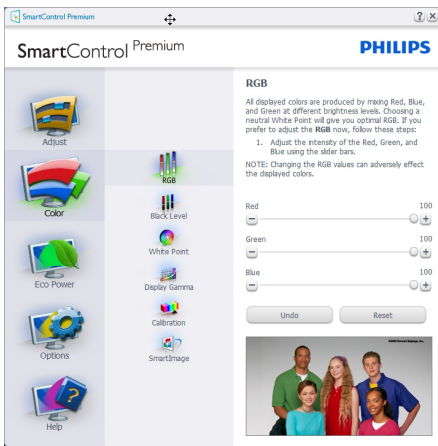 SmartControl Premium
SmartControl Premium
PHILIPS
Adjust
Color
Eco Power
Options
Help
RGB
Black Level
White Point
Display Gamma
Calibration
SmartImage
RGB
All displayed colors are produced by mixing Red, Blue,
and Green at different brightness levels. Choosing a
neutral White Point will give you optimal RGB. If you
prefer to adjust the RGB now, follow these steps:
1. Adjust the intensity of the Red, Green, and
Blue using the slider bars.
NOTE: Changing the RGB values can adversely effect
the displayed colors.
Red 100
Green 100
Blue 100
Undo Reset